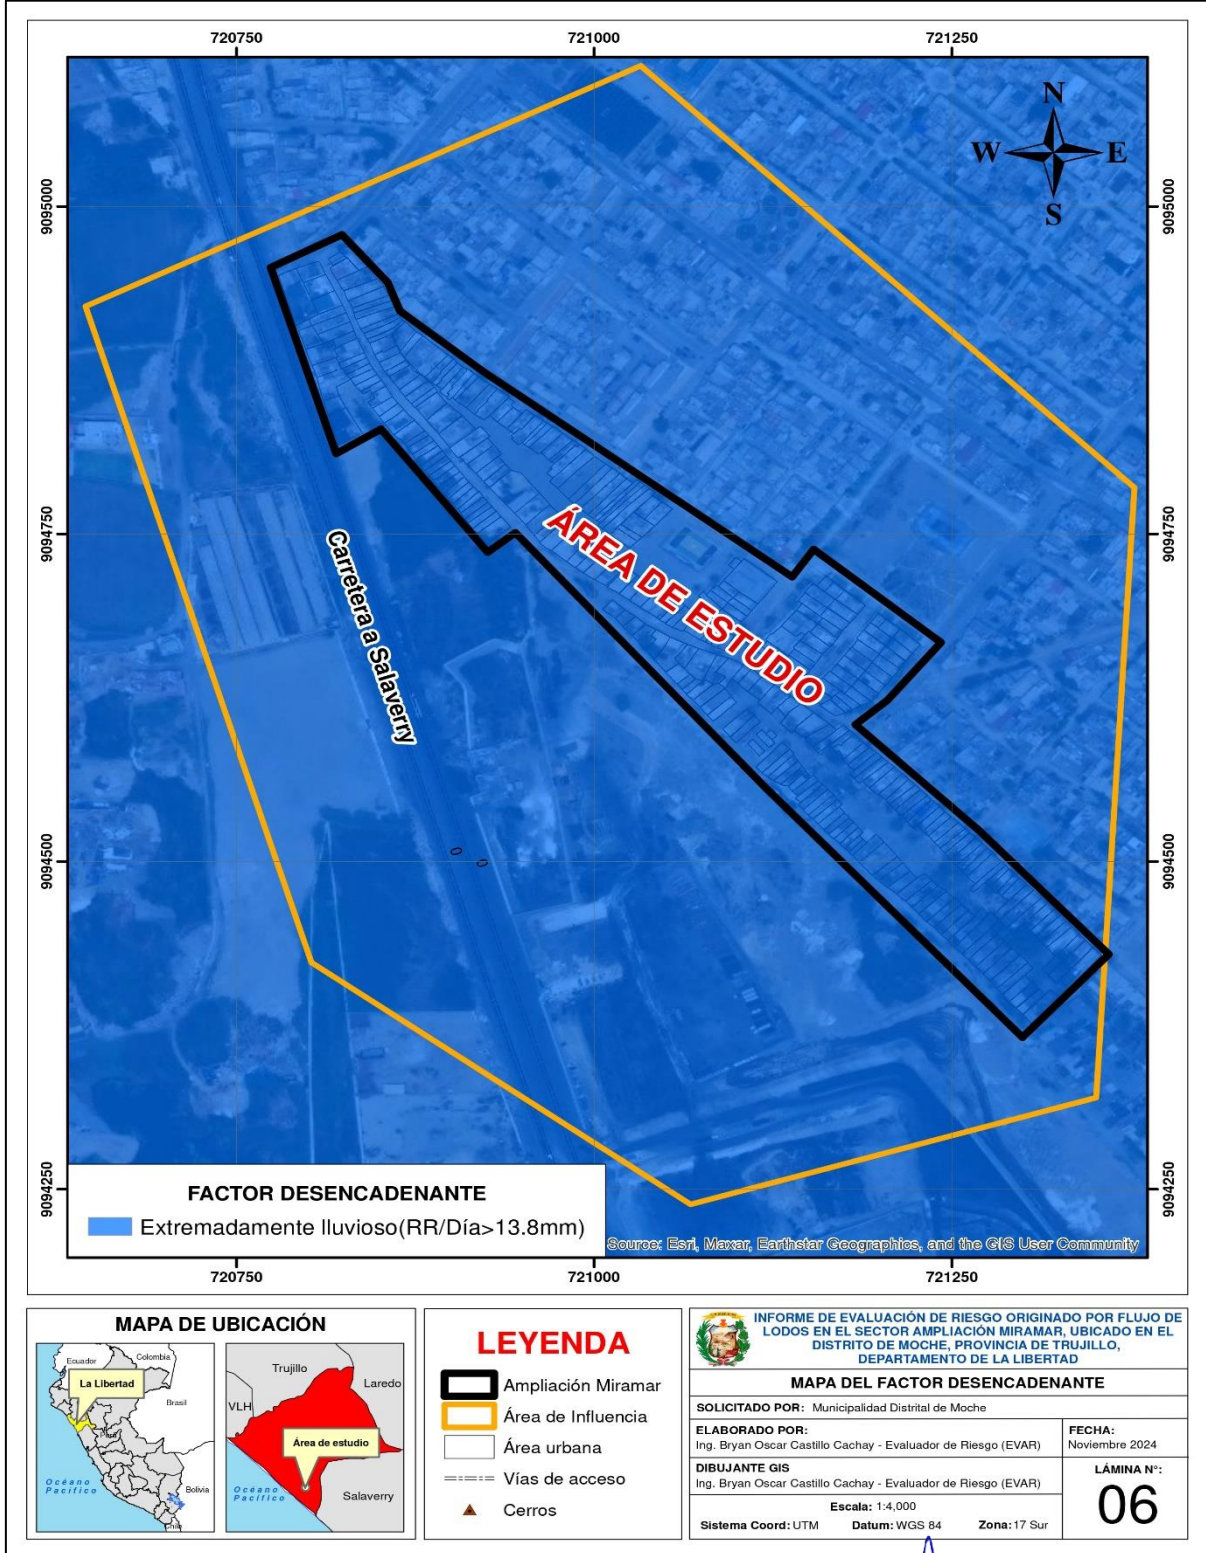 720750
721000
721250
N
W E
S
9095000
9095000
9094750
9094750
9094500
9094500
9094250
9094250
ÁREA DE ESTUDIO
Carretera a Salaverry
FACTOR DESENCADENANTE
Extremadamente lluvioso(RR/Día>13.8mm)
Source: Esri, Maxar, Earthstar Geographics, and the GIS User Community
720750
721000
721250
MAPA DE UBICACIÓN
Ecuador
Colombia
La Libertad
Brasil
Perú
Océano
Pacífico
Bolivia
Chile
Trujillo
Laredo
VLH
Área de estudio
Océano
Pacífico
Salaverry
LEYENDA
Ampliación Miramar
Área de Influencia
Área urbana
Vías de acceso
Cerros
INFORME DE EVALUACIÓN DE RIESGO ORIGINADO POR FLUJO DE
LODOS EN EL SECTOR AMPLIACIÓN MIRAMAR, UBICADO EN EL
DISTRITO DE MOCHE, PROVINCIA DE TRUJILLO,
DEPARTAMENTO DE LA LIBERTAD
MAPA DEL FACTOR DESENCADENANTE
SOLICITADO POR: Municipalidad Distrital de Moche
ELABORADO POR:
Ing. Bryan Oscar Castillo Cachay - Evaluador de Riesgo (EVAR)
FECHA:
Noviembre 2024
DIBUJANTE GIS
Ing. Bryan Oscar Castillo Cachay - Evaluador de Riesgo (EVAR)
LÁMINA N°:
06
Escala: 1:4,000
Sistema Coord: UTM Datum: WGS 84 Zona: 17 Sur